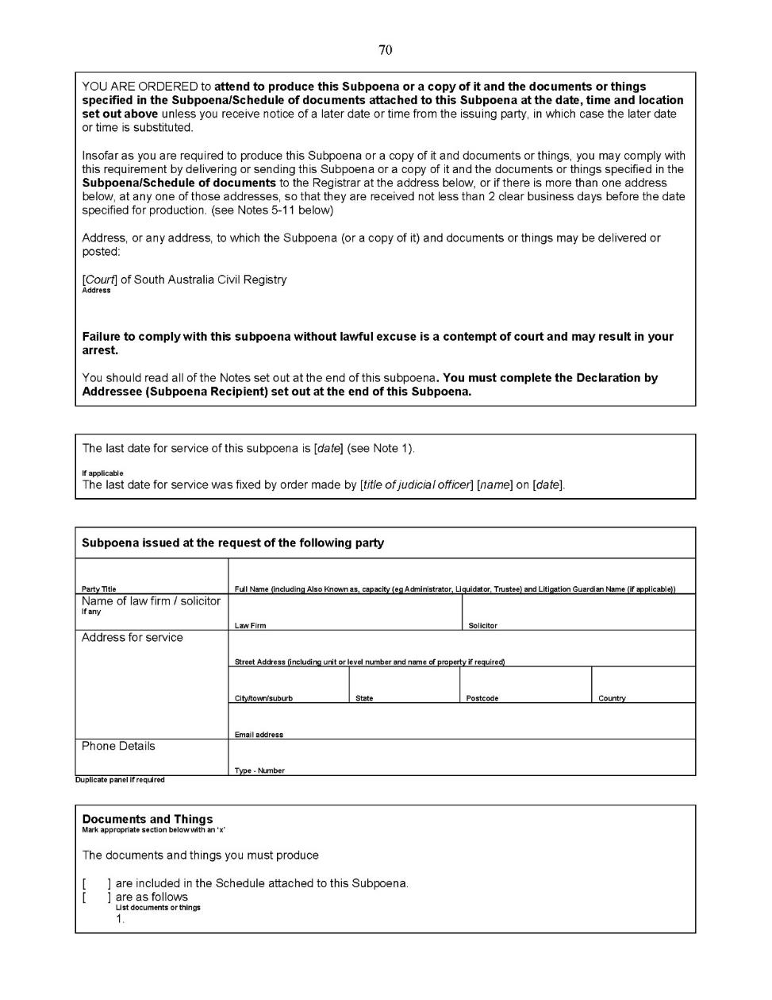 70
YOU ARE ORDERED to attend to produce this Subpoena or a copy of it and the documents or things
specified in the Subpoena/Schedule of documents attached to this Subpoena at the date, time and location
set out above unless you receive notice of a later date or time from the issuing party, in which case the later date
or time is substituted.
Insofar as you are required to produce this Subpoena or a copy of it and documents or things, you may comply with
this requirement by delivering or sending this Subpoena or a copy of it and the documents or things specified in the
Subpoena/Schedule of documents to the Registrar at the address below, or if there is more than one address
below, at any one of those addresses, so that they are received not less than 2 clear business days before the date
specified for production. (see Notes 5-11 below)
Address, or any address, to which the Subpoena (or a copy of it) and documents or things may be delivered or
posted:
[Court] of South Australia Civil Registry
Address
Failure to comply with this subpoena without lawful excuse is a contempt of court and may result in your
arrest.
You should read all of the Notes set out at the end of this subpoena. You must complete the Declaration by
Addressee (Subpoena Recipient) set out at the end of this Subpoena.
The last date for service of this subpoena is [date] (see Note 1).
If applicable
The last date for service was fixed by order made by [title of judicial officer] [name] on [date].
Subpoena issued at the request of the following party
Party Title
Full Name (including Also Known as, capacity (eg Administrator, Liquidator, Trustee) and Litigation Guardian Name (if applicable))
Name of law firm / solicitor
If any
Law Firm
Solicitor
Address for service
Street Address (including unit or level number and name of property if required)
City/town/suburb
State
Postcode
Country
Email address
Phone Details
Type - Number
Duplicate panel if required
Documents and Things
Mark appropriate section below with an 'x'
The documents and things you must produce
[ ] are included in the Schedule attached to this Subpoena.
[ ] are as follows
List documents or things
1.